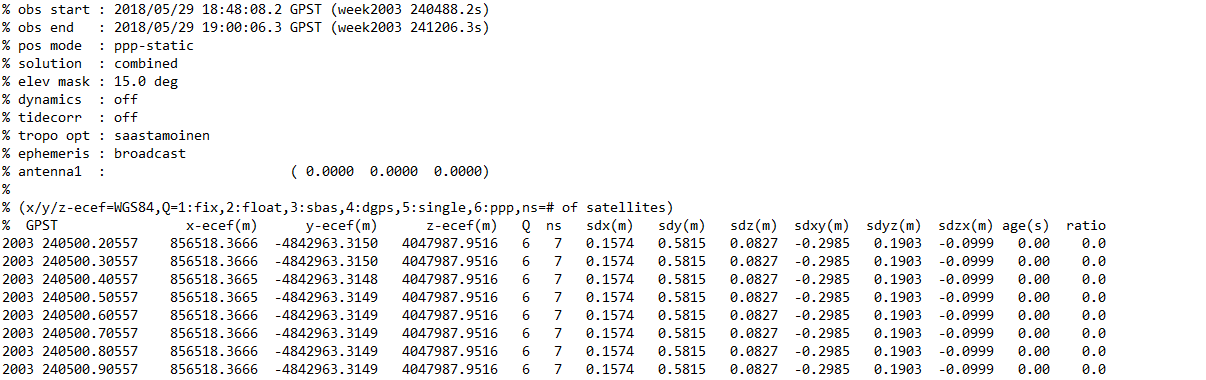 % obs start : 2018/05/29 18:48:08.2 GPST (week2003 240488.2s)
% obs end   : 2018/05/29 19:00:06.3 GPST (week2003 241206.3s)
% pos mode  : ppp-static
% solution  : combined
% elev mask : 15.0 deg
% dynamics  : off
% tidecorr  : off
% tropo opt : saastamoinen
% ephemeris : broadcast
% antenna1  :                       ( 0.0000  0.0000  0.0000)
%
% (x/y/z-ecef=WGS84,Q=1:fix,2:float,3:sbas,4:dgps,5:single,6:ppp,ns=# of satellites)
%  GPST                x-ecef(m)      y-ecef(m)      z-ecef(m)   Q  ns   sdx(m)   sdy(m)   sdz(m)  sdxy(m)  sdyz(m)  sdzx(m) age(s)  ratio
2003 240500.20557    856518.3666  -4842963.3150   4047987.9516   6   7   0.1574   0.5815   0.0827  -0.2985   0.1903  -0.0999   0.00    0.0
2003 240500.30557    856518.3666  -4842963.3150   4047987.9516   6   7   0.1574   0.5815   0.0827  -0.2985   0.1903  -0.0999   0.00    0.0
2003 240500.40557    856518.3665  -4842963.3148   4047987.9516   6   7   0.1574   0.5815   0.0827  -0.2985   0.1903  -0.0999   0.00    0.0
2003 240500.50557    856518.3665  -4842963.3149   4047987.9516   6   7   0.1574   0.5815   0.0827  -0.2985   0.1903  -0.0999   0.00    0.0
2003 240500.60557    856518.3666  -4842963.3149   4047987.9516   6   7   0.1574   0.5815   0.0827  -0.2985   0.1903  -0.0999   0.00    0.0
2003 240500.70557    856518.3666  -4842963.3149   4047987.9516   6   7   0.1574   0.5815   0.0827  -0.2985   0.1903  -0.0999   0.00    0.0
2003 240500.80557    856518.3666  -4842963.3149   4047987.9516   6   7   0.1574   0.5815   0.0827  -0.2985   0.1903  -0.0999   0.00    0.0
2003 240500.90557    856518.3666  -4842963.3149   4047987.9516   6   7   0.1574   0.5815   0.0827  -0.2985   0.1903  -0.0999   0.00    0.0